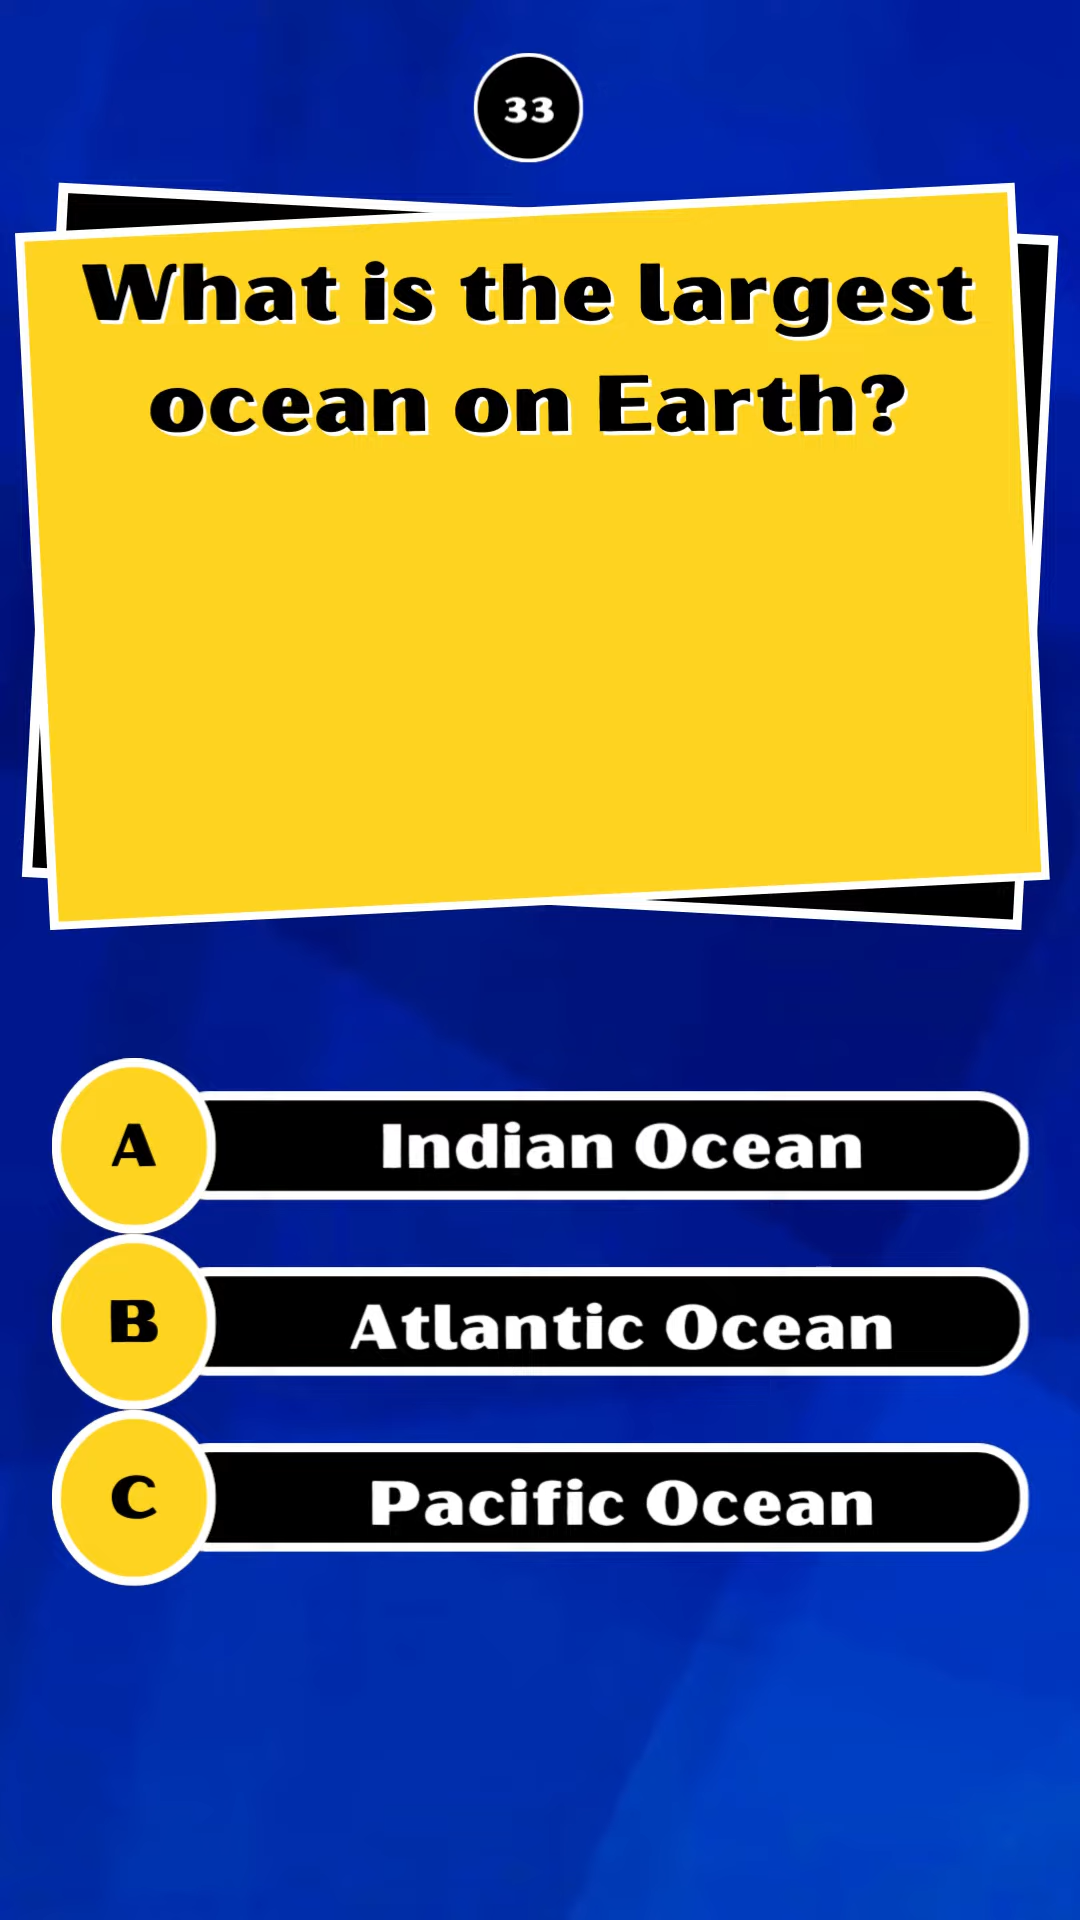 33
What is the largest
ocean on Earth?
A Indian Ocean
B Atlantic Ocean
C Pacific Ocean